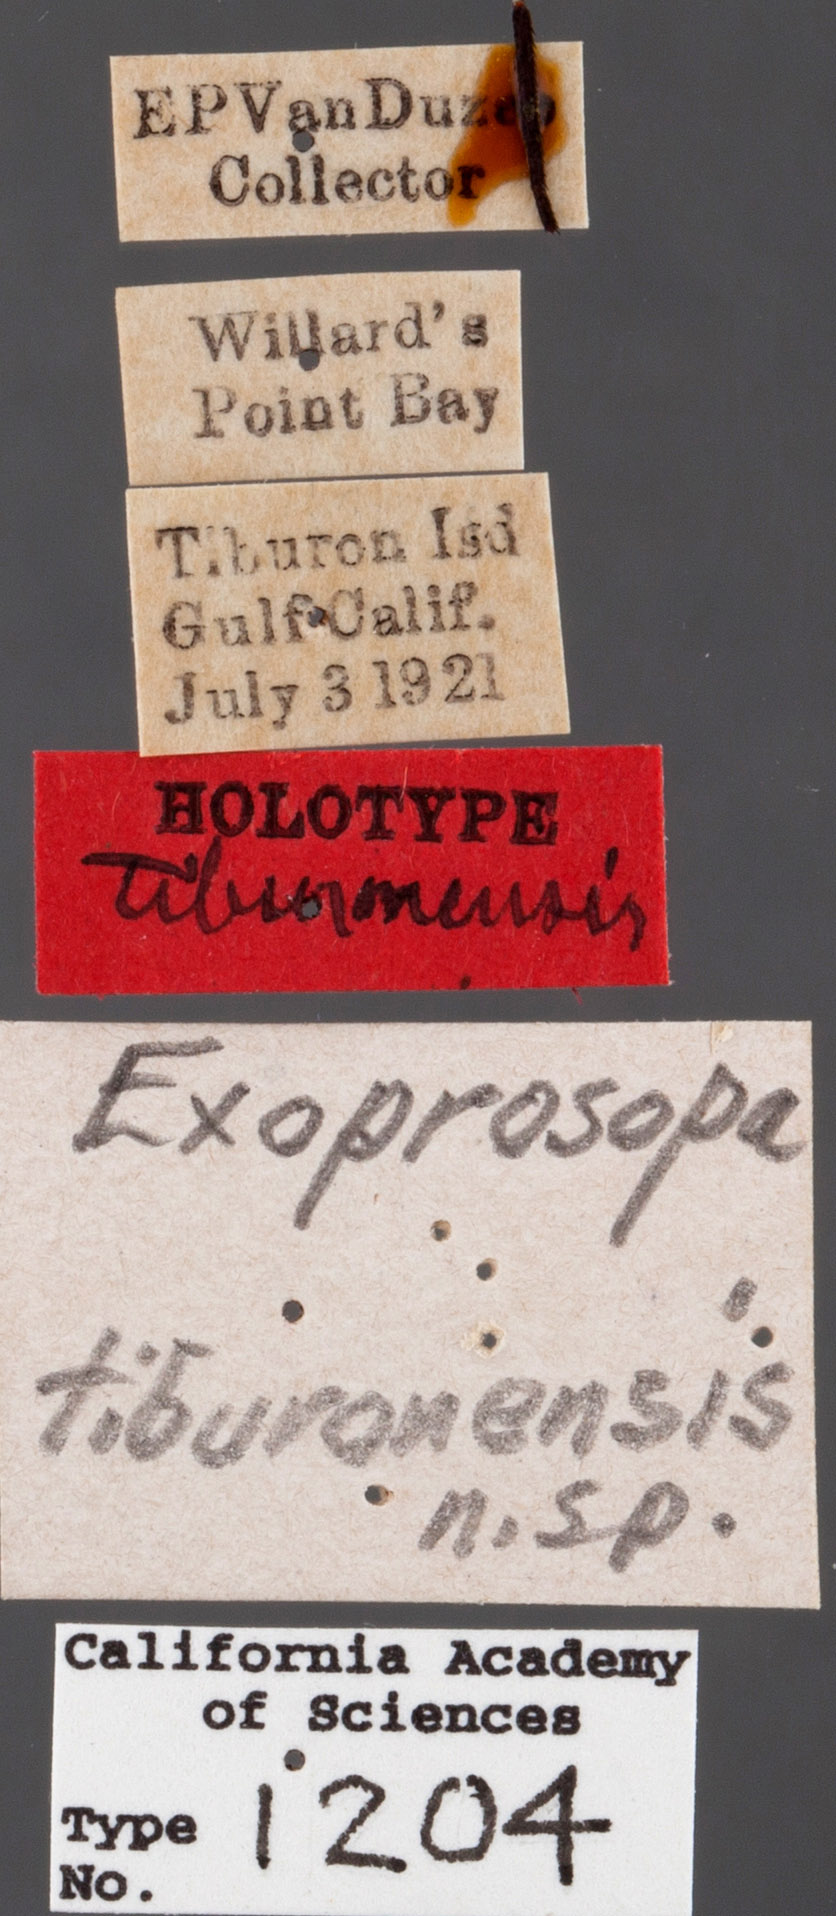 EPVanDuzee
Collector
Willard's
Point Bay
Tiburon Isd
Gulf Calif.
July 3 1921
HOLOTYPE
tiburonensis
Exoprosopa
tiburonensis
n.sp.
California Academy
of Sciences
Type
No. 1204